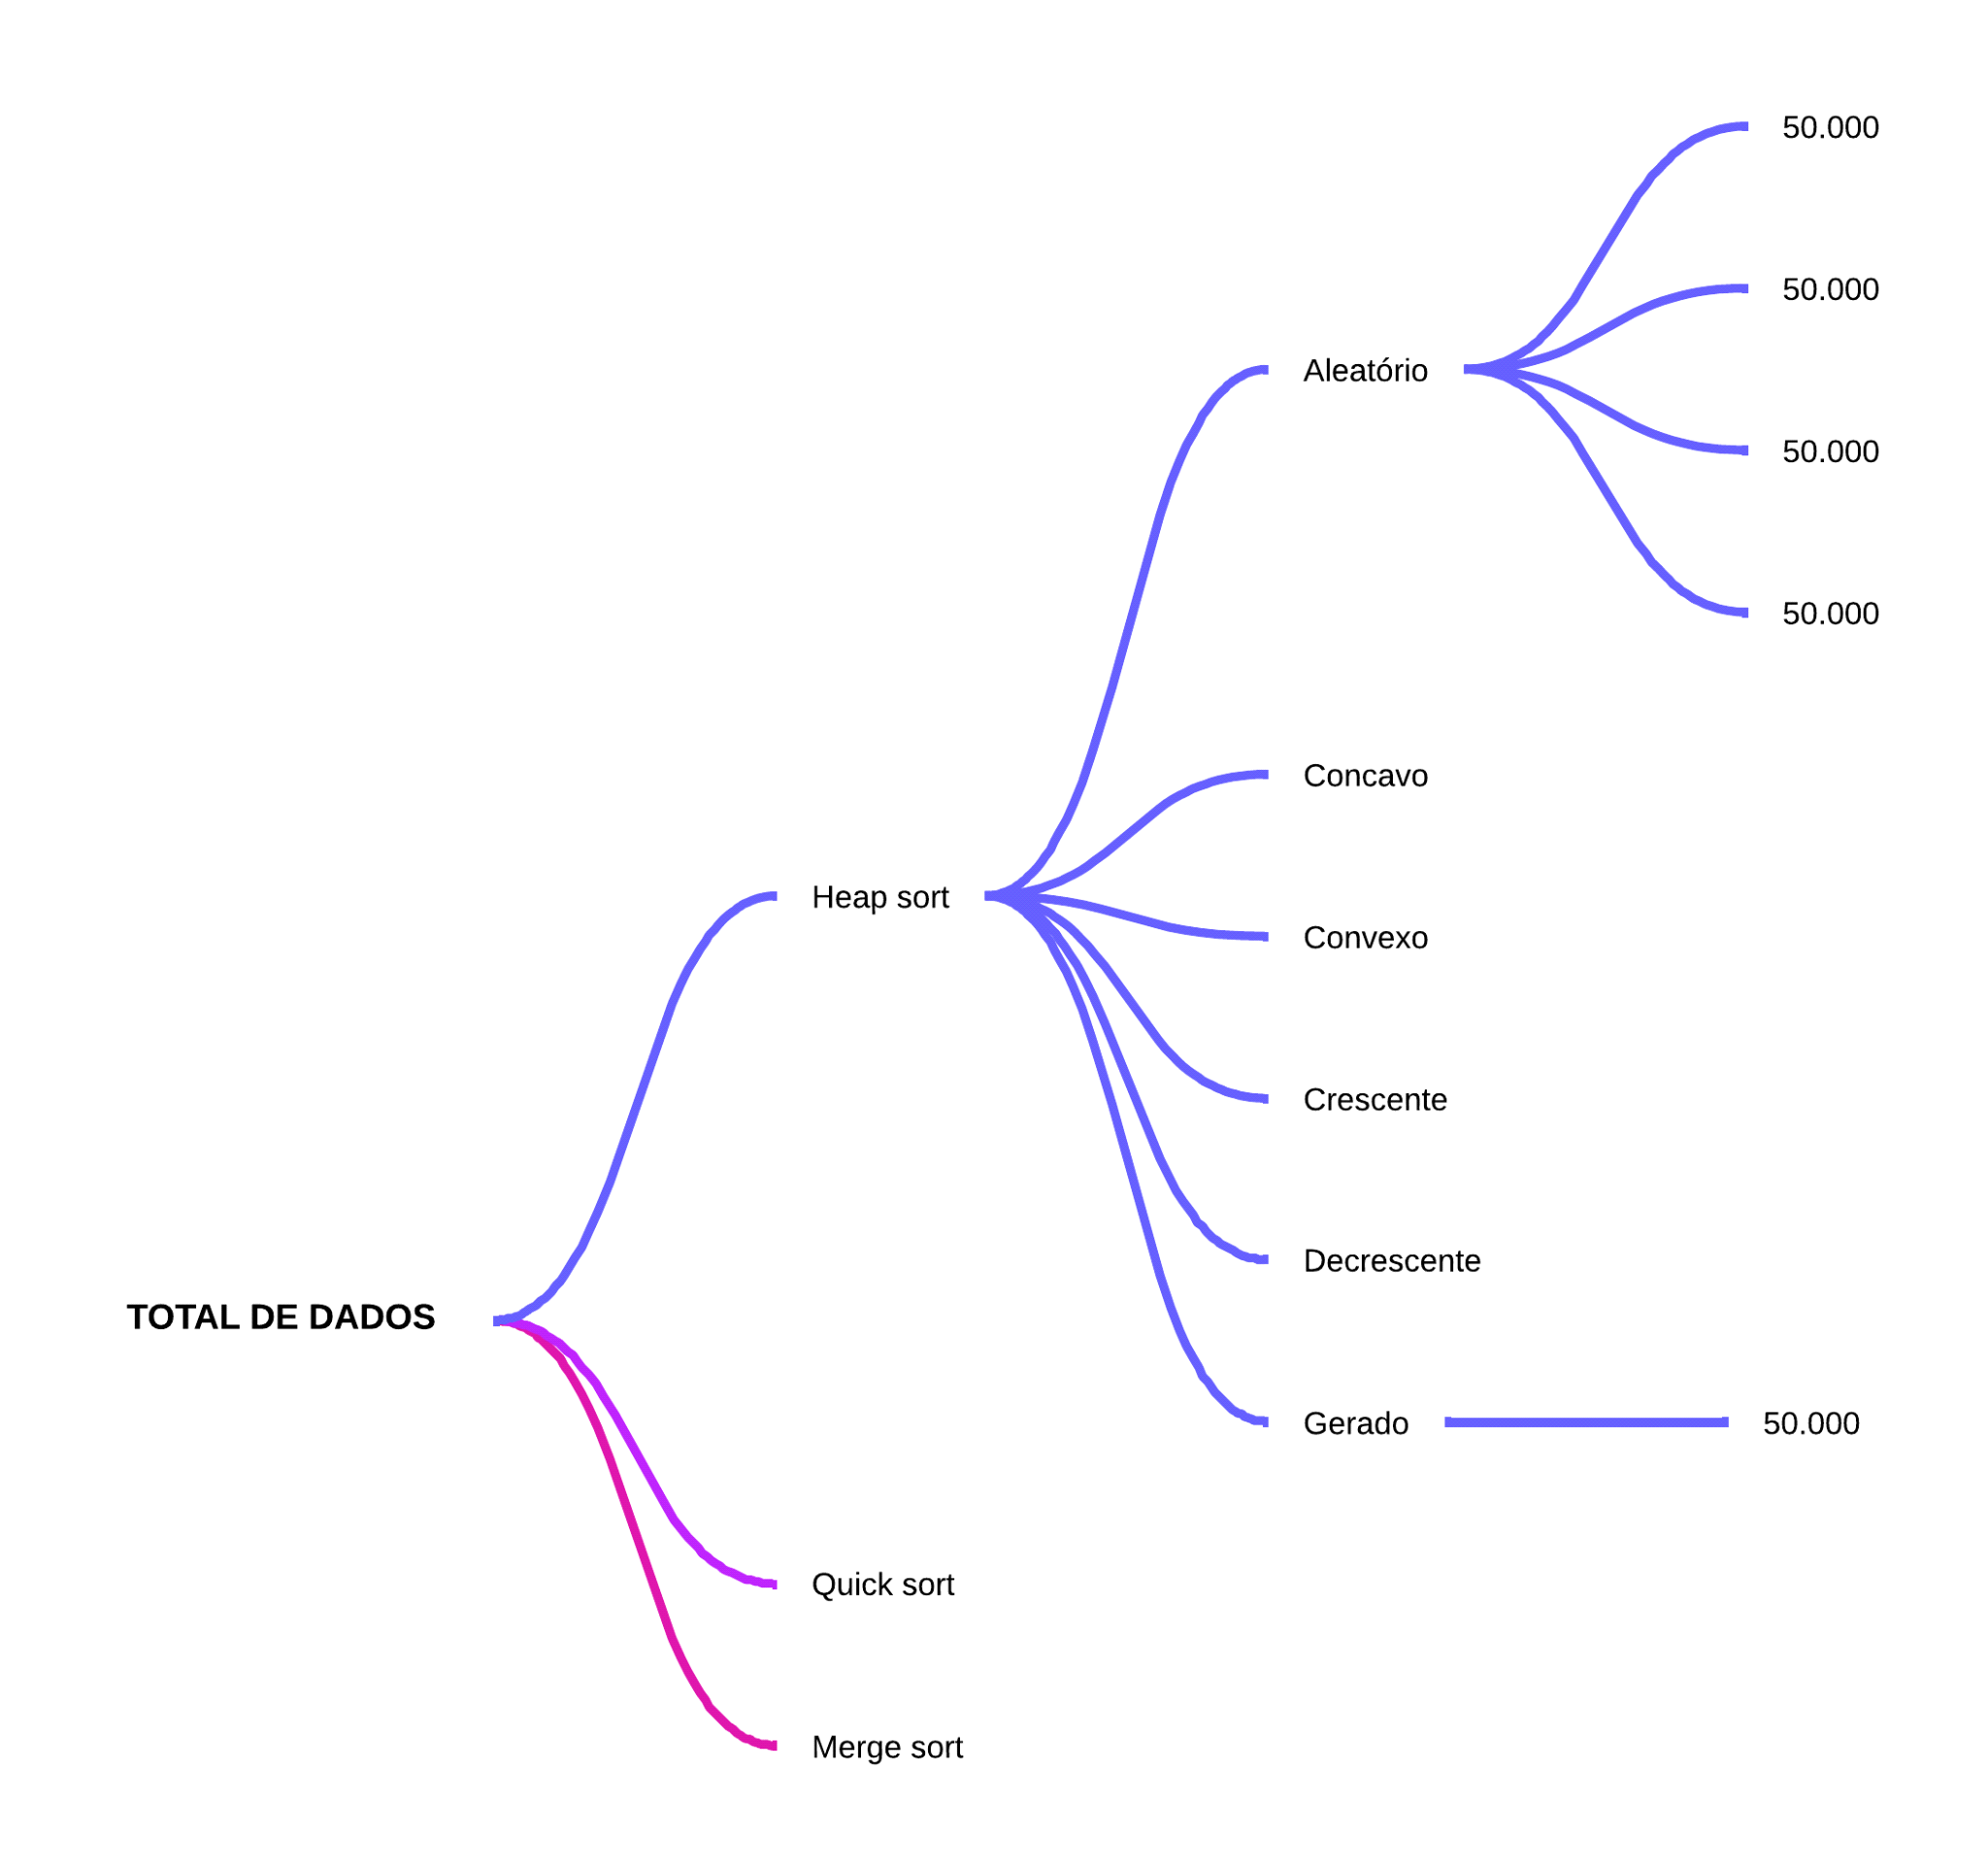 50.000
50.000
Aleatório
50.000
50.000
Concavo
Heap sort
Convexo
Crescente
Decrescente
TOTAL DE DADOS
Gerado
50.000
Quick sort
Merge sort